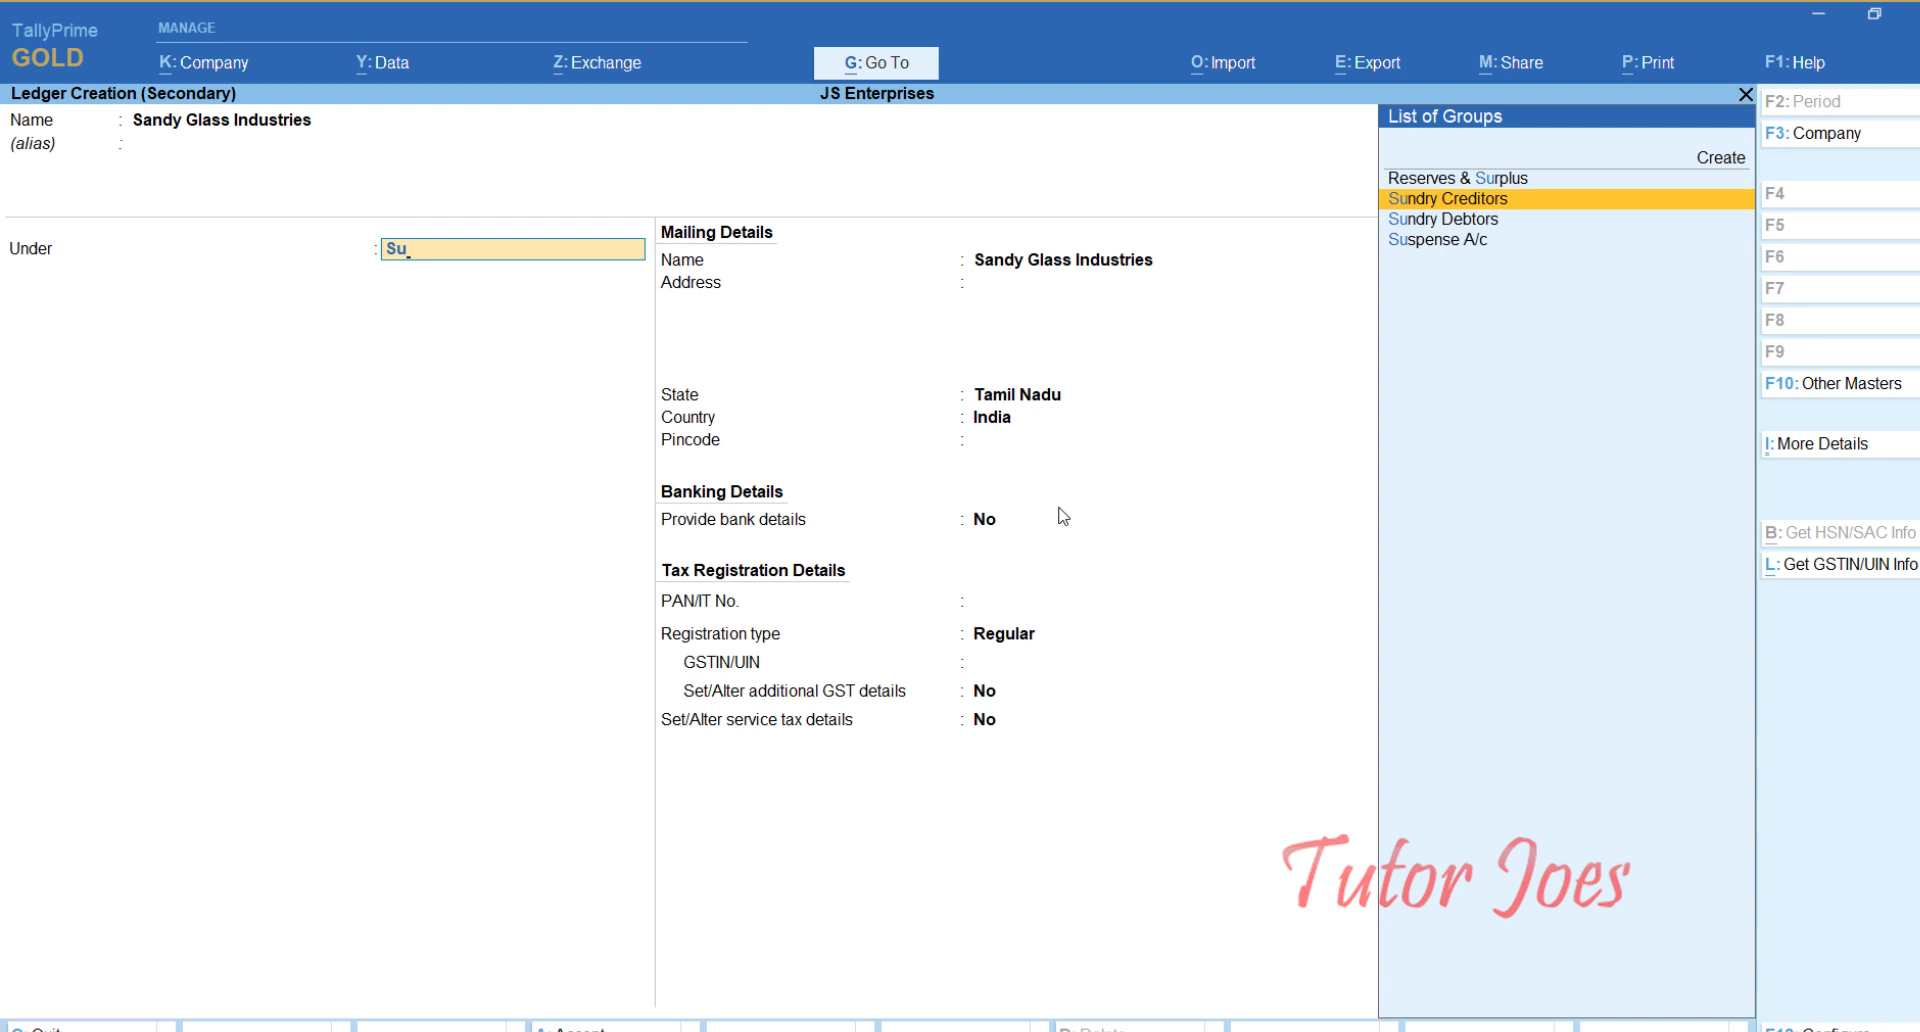 TallyPrime
GOLD
MANAGE
K: Company
Y: Data
Z: Exchange
G: Go To
O: Import
E: Export
M: Share
P: Print
F1: Help
Ledger Creation (Secondary)
JS Enterprises
Name : Sandy Glass Industries
(alias) :
Under : Su
Mailing Details
Name : Sandy Glass Industries
Address :
State : Tamil Nadu
Country : India
Pincode :
Banking Details
Provide bank details : No
Tax Registration Details
PAN/IT No. :
Registration type : Regular
GSTIN/UIN :
Set/Alter additional GST details : No
Set/Alter service tax details : No
List of Groups
Create
Reserves & Surplus
Sundry Creditors
Sundry Debtors
Suspense A/c
F2: Period
F3: Company
F4
F5
F6
F7
F8
F9
F10: Other Masters
I: More Details
B: Get HSN/SAC Info
L: Get GSTIN/UIN Info
Tutor Joes